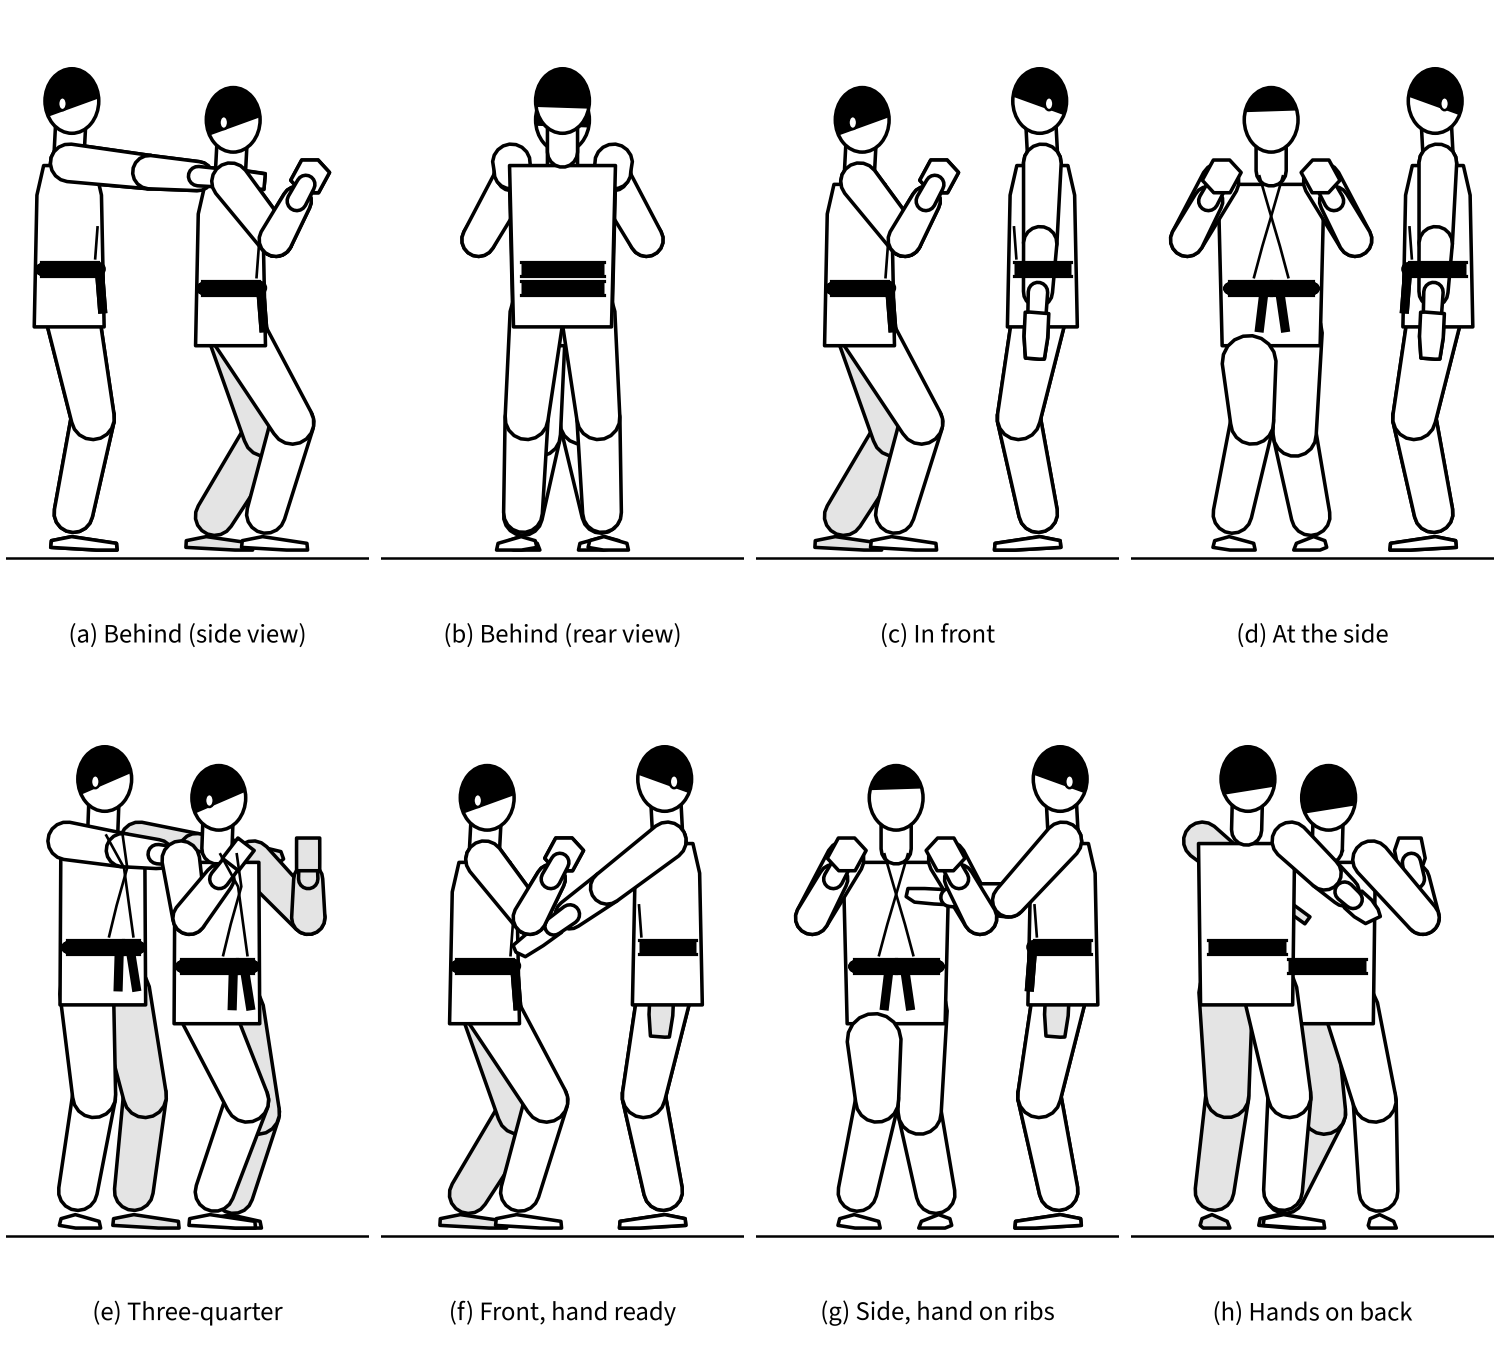 (a) Behind (side view)
(b) Behind (rear view)
(c) In front
(d) At the side
(e) Three-quarter
(f) Front, hand ready
(g) Side, hand on ribs
(h) Hands on back